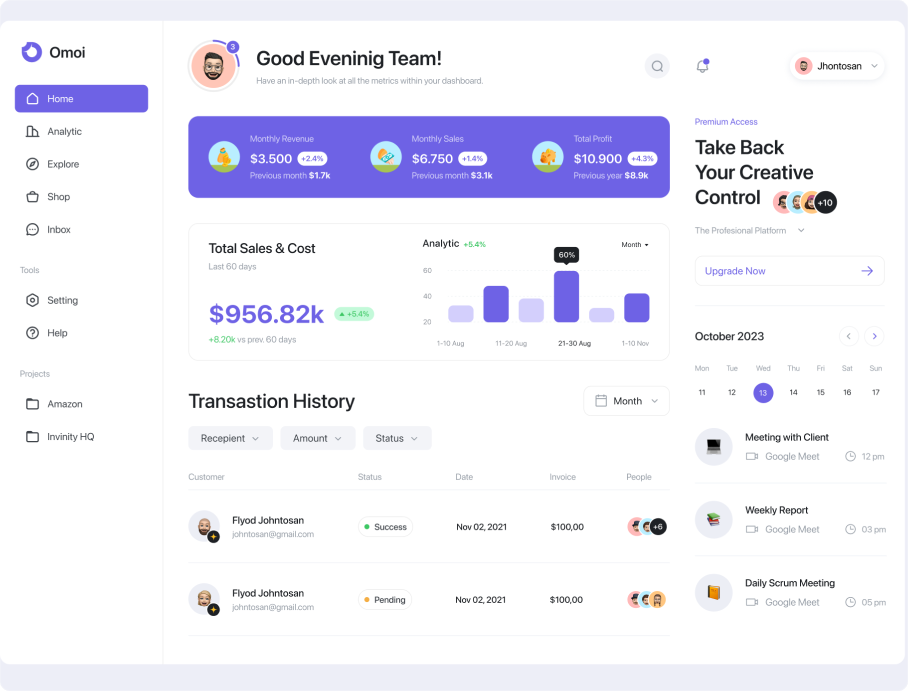 Omoi
Home
Analytic
Explore
Shop
Inbox
Tools
Setting
Help
Projects
Amazon
Invinity HQ
3
Good Eveninig Team!
Have an in-depth look at all the metrics within your dashboard.
Jhontosan
Monthly Revenue
$3.500 +2.4%
Previous month $1.7k
Monthly Sales
$6.750 +1.4%
Previous month $3.1k
Total Profit
$10.900 +4.3%
Previous year $8.9k
Total Sales & Cost
Last 60 days
$956.82k +5.4%
+8.20k vs prev. 60 days
Analytic +5.4%
Month
60%
60
40
20
1-10 Aug 11-20 Aug 21-30 Aug 1-10 Nov
Transastion History
Month
Recepient Amount Status
Customer Status Date Invoice People
Flyod Johntosan
johntosan@gmail.com
Success
Nov 02, 2021
$100,00
+6
Flyod Johntosan
johntosan@gmail.com
Pending
Nov 02, 2021
$100,00
Premium Access
Take Back
Your Creative
Control +10
The Profesional Platform
Upgrade Now
October 2023
Mon Tue Wed Thu Fri Sat Sun
11 12 13 14 15 16 17
Meeting with Client
Google Meet 12 pm
Weekly Report
Google Meet 03 pm
Daily Scrum Meeting
Google Meet 05 pm